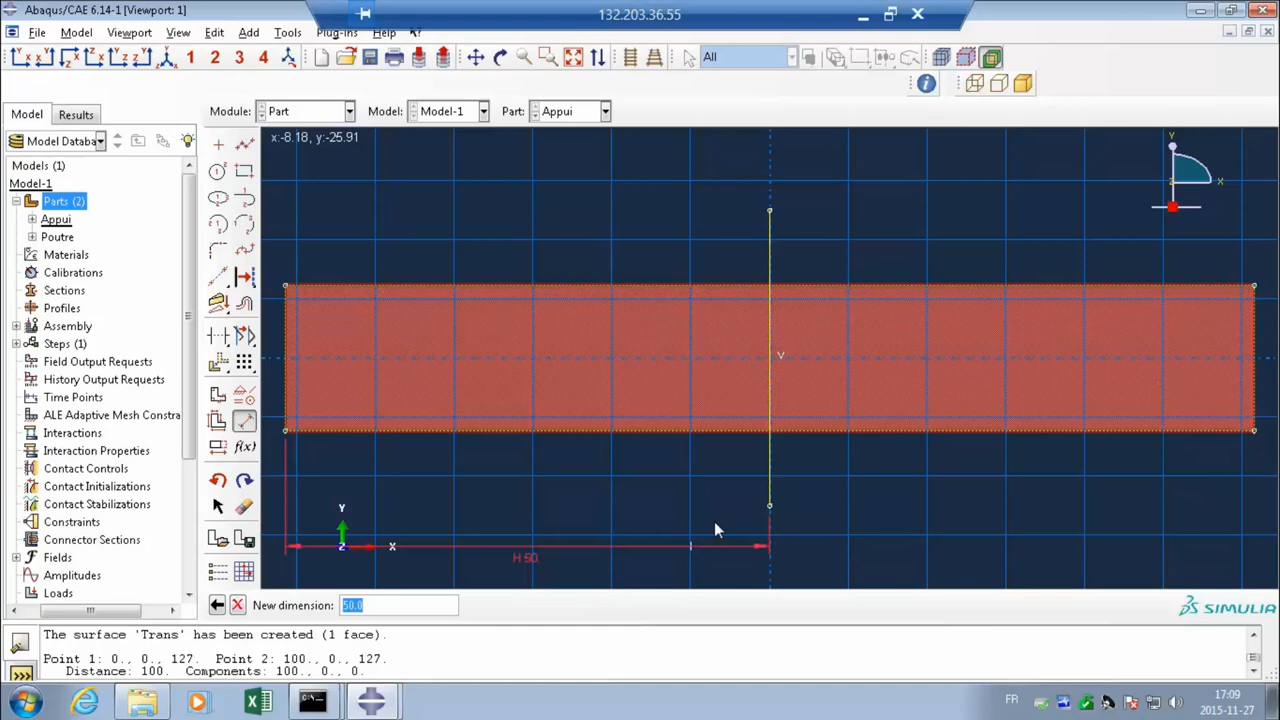 Abaqus/CAE 6.14-1 [Viewport: 1]
132.203.36.55
File Model Viewport View Edit Add Tools Plug-ins Help
1 2 3 4
All
Model Results
Module: Part Model: Model-1 Part: Appui
Model Databa
x:-8.18, y:-25.91
Y
X
Models (1)
Model-1
Parts (2)
Appui
Poutre
Materials
Calibrations
Sections
Profiles
Assembly
Steps (1)
Field Output Requests
History Output Requests
Time Points
ALE Adaptive Mesh Constra
Interactions
Interaction Properties
Contact Controls
Contact Initializations
Contact Stabilizations
Constraints
Connector Sections
Fields
Amplitudes
Loads
f(x)
V
Y
Z X
H 50.
New dimension: 50.0
SIMULIA
The surface 'Trans' has been created (1 face).
Point 1: 0., 0., 127. Point 2: 100., 0., 127.
Distance: 100. Components: 100., 0., 0.
>>>
FR
17:09
2015-11-27